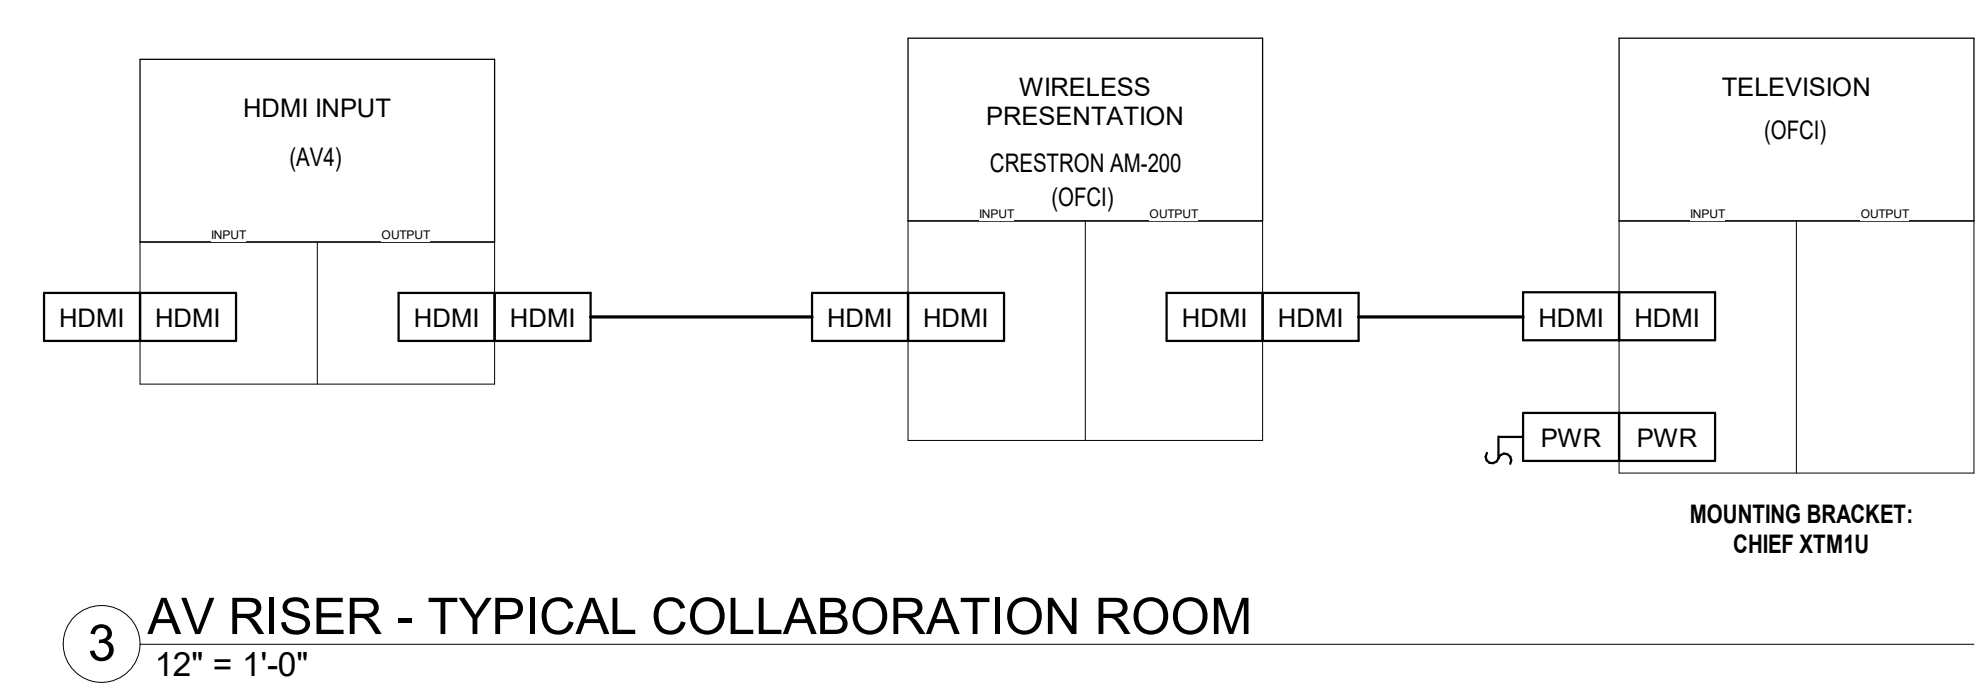 HDMI INPUT
(AV4)
INPUT
OUTPUT
HDMI
HDMI
HDMI
HDMI
WIRELESS
PRESENTATION
CRESTRON AM-200
(OFCI)
INPUT
OUTPUT
HDMI
HDMI
HDMI
HDMI
TELEVISION
(OFCI)
INPUT
OUTPUT
HDMI
HDMI
PWR
PWR
MOUNTING BRACKET:
CHIEF XTM1U
3
AV RISER - TYPICAL COLLABORATION ROOM
12" = 1'-0"